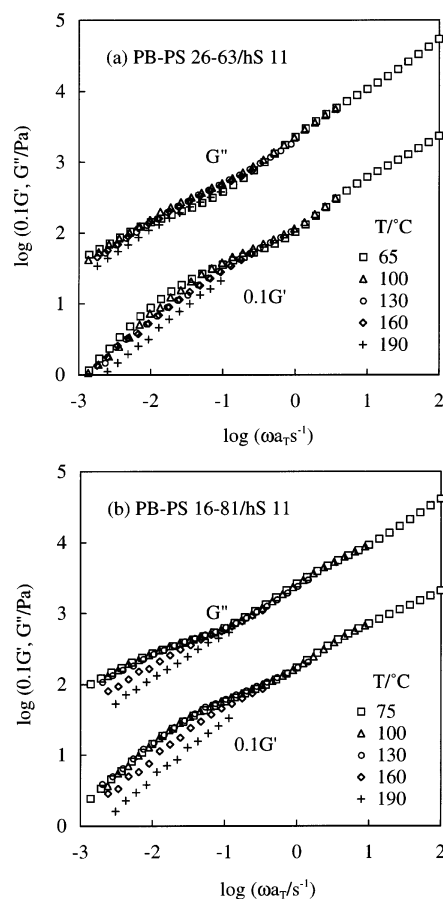 5
(a) PB-PS 26-63/hS 11
4
3
G"
2
T/˚C
65
100
1
0.1G'
130
160
190
0
-3 -2 -1 0 1 2
log (ωaTs-1)
log (0.1G', G"/Pa)
5
(b) PB-PS 16-81/hS 11
4
3
G"
2
T/˚C
75
100
1
0.1G'
130
160
190
0
-3 -2 -1 0 1 2
log (ωaT/s-1)
log (0.1G', G"/Pa)